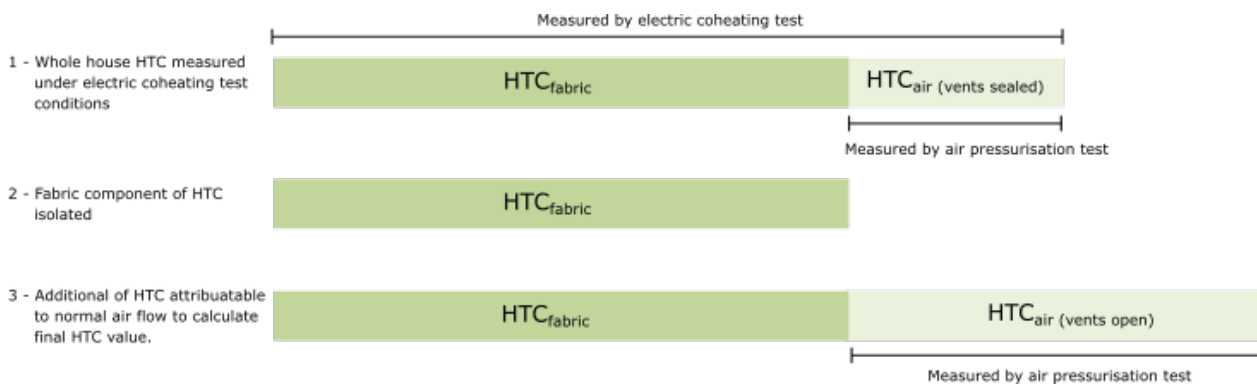 Measured by electric coheating test
1 - Whole house HTC measured
under electric coheating test
conditions
HTCfabric
HTCair (vents sealed)
Measured by air pressurisation test
2 - Fabric component of HTC
isolated
HTCfabric
3 - Additional of HTC attribuatable
to normal air flow to calculate
final HTC value.
HTCfabric
HTCair (vents open)
Measured by air pressurisation test